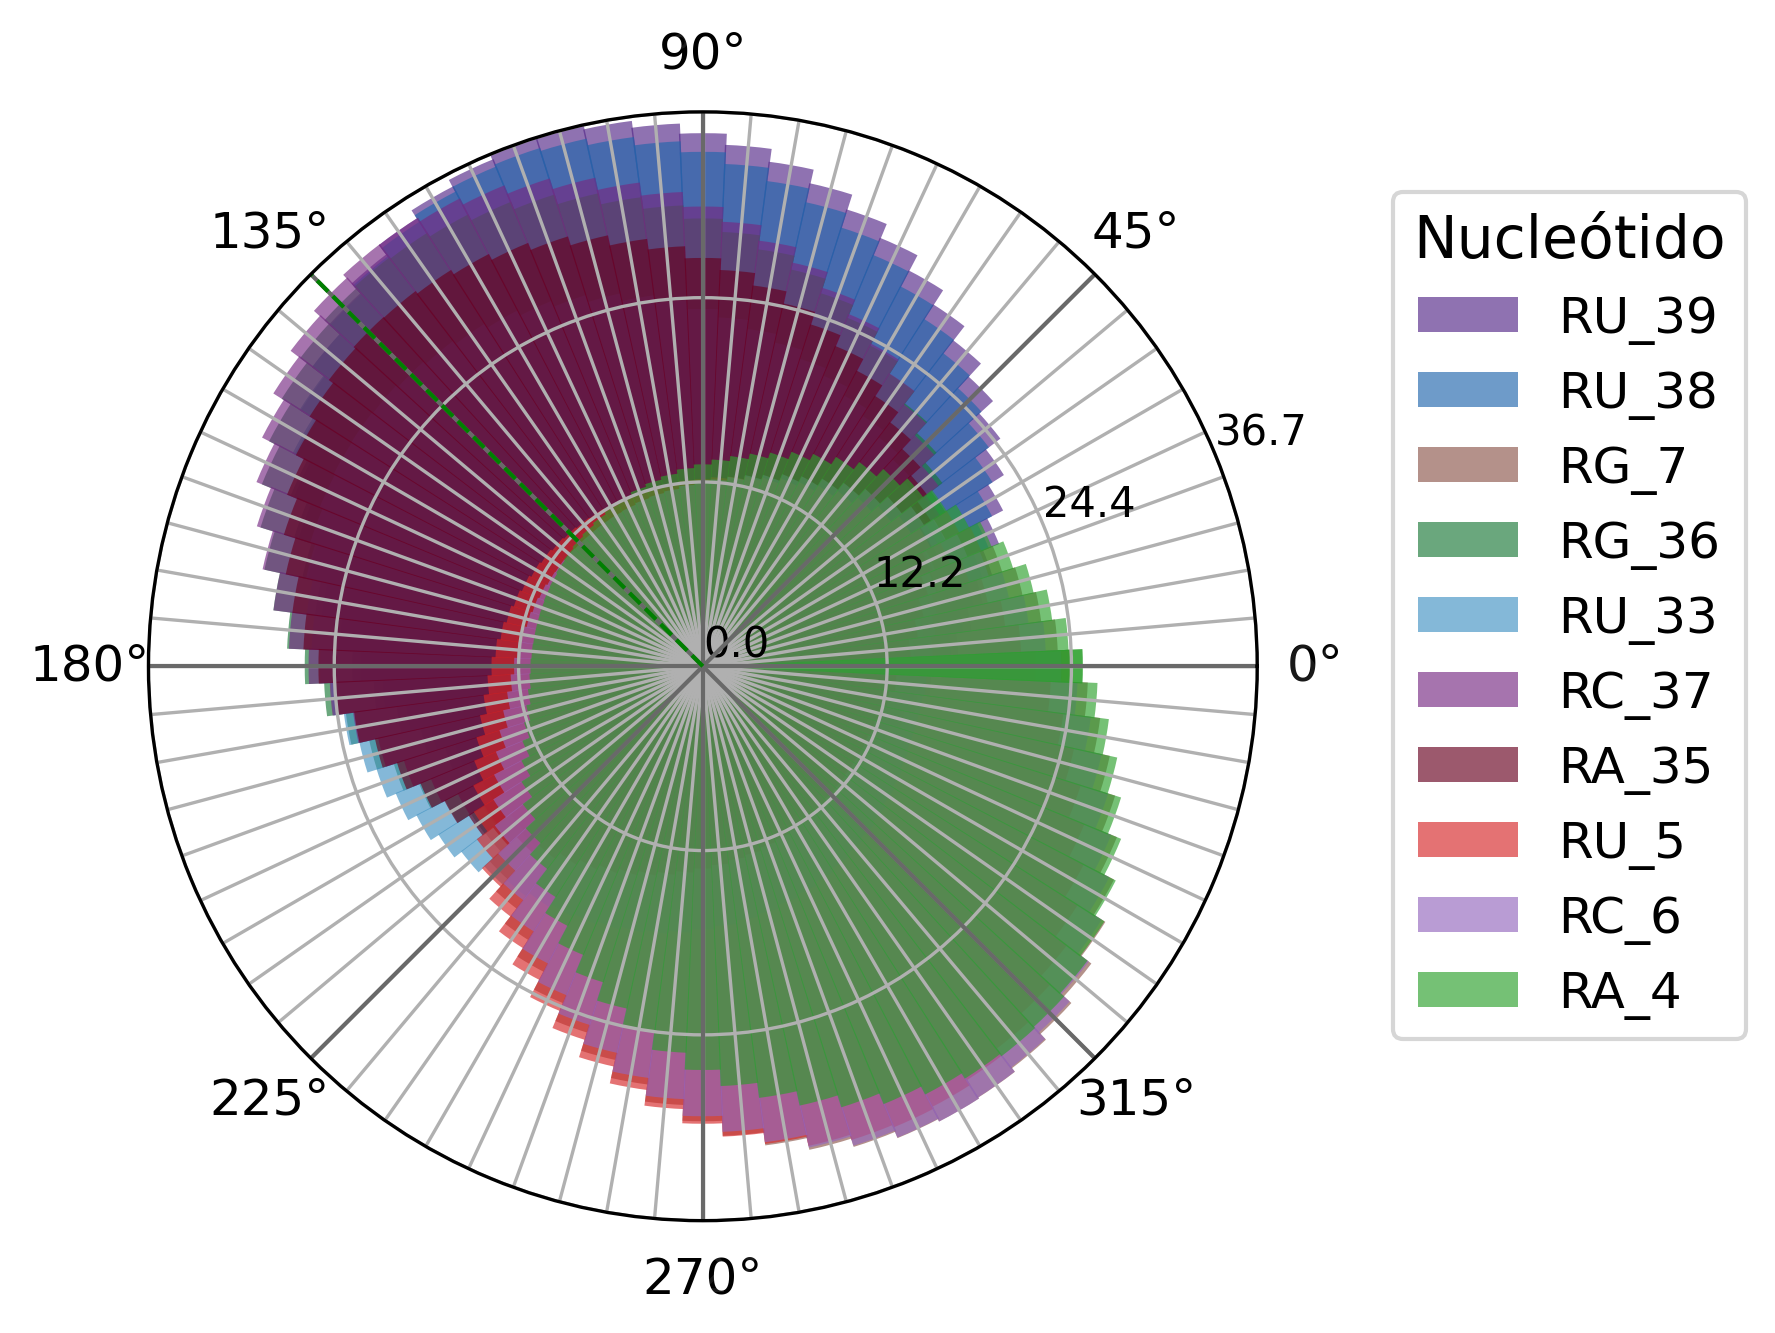 90°
135°
45°
36.7
24.4
12.2
0.0
180°
0°
225°
315°
270°
Nucleótido
RU_39
RU_38
RG_7
RG_36
RU_33
RC_37
RA_35
RU_5
RC_6
RA_4